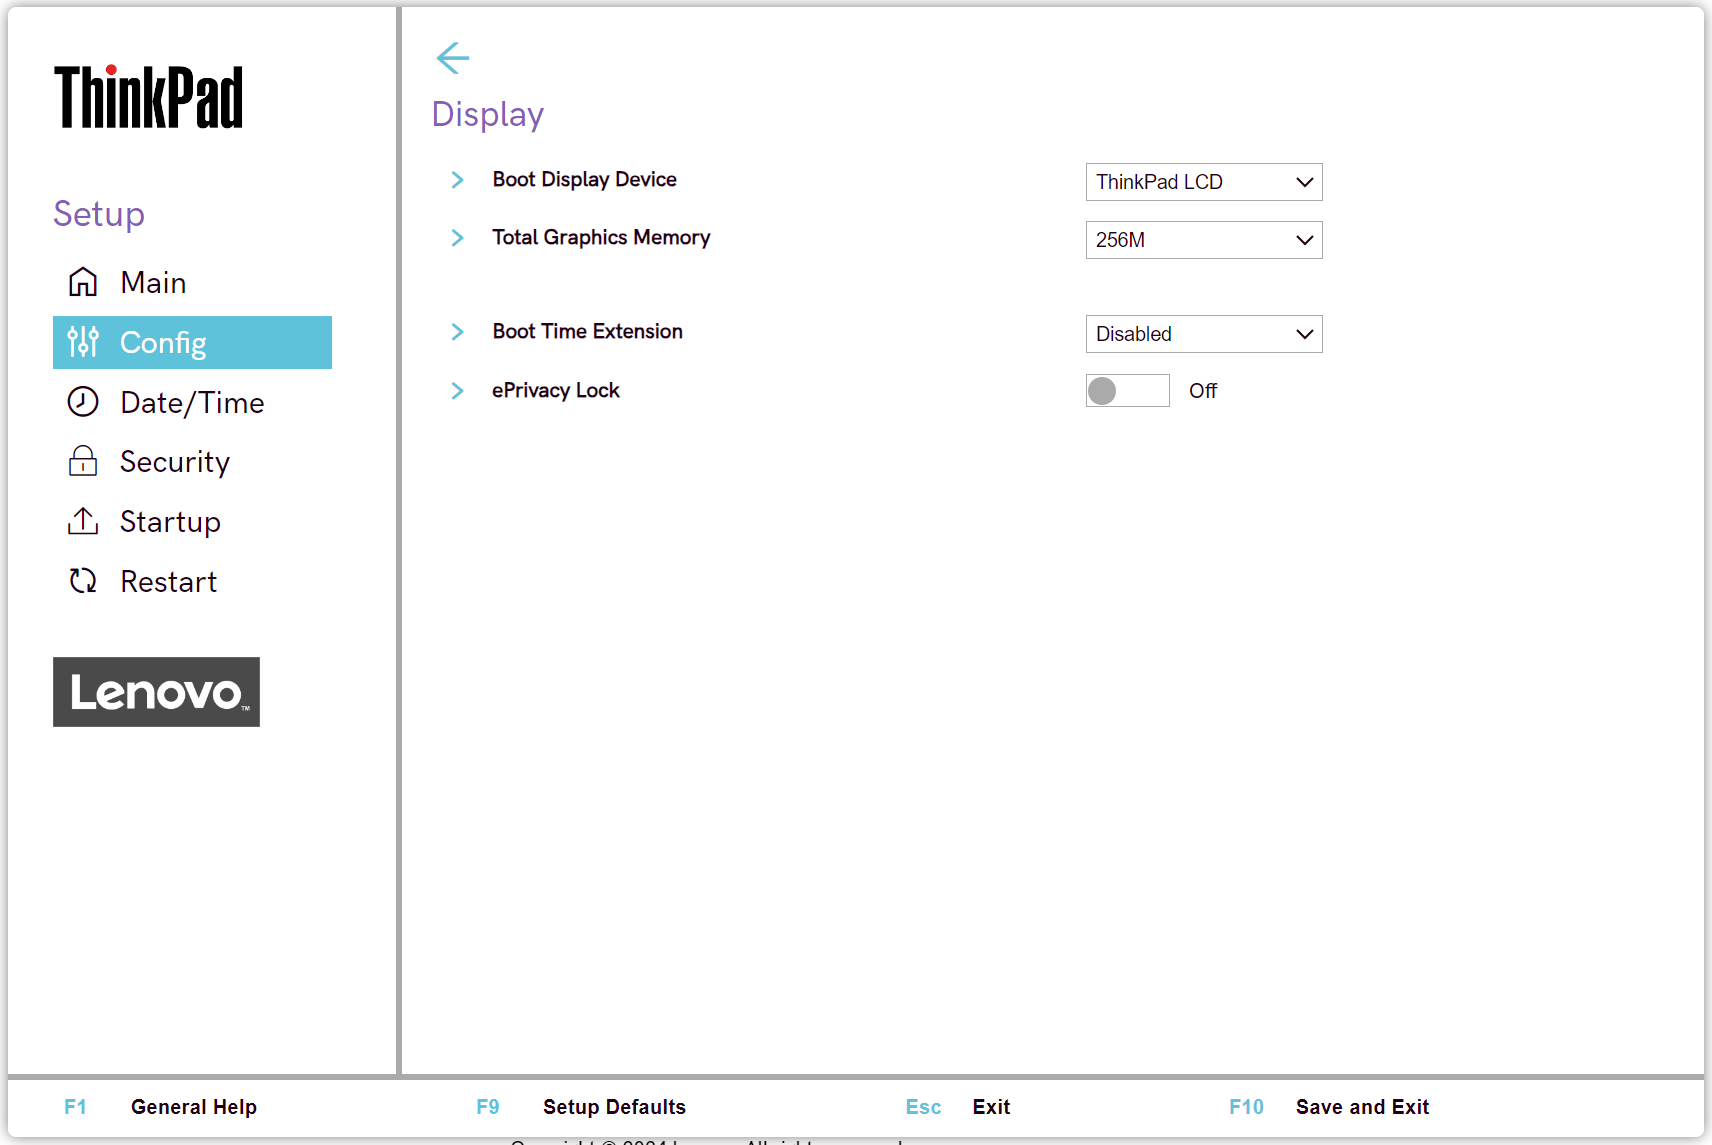 ThinkPad
Setup
Main
Config
Date/Time
Security
Startup
Restart
Lenovo™
Display
Boot Display Device ThinkPad LCD
Total Graphics Memory 256M
Boot Time Extension Disabled
ePrivacy Lock Off
F1 General Help F9 Setup Defaults Esc Exit F10 Save and Exit